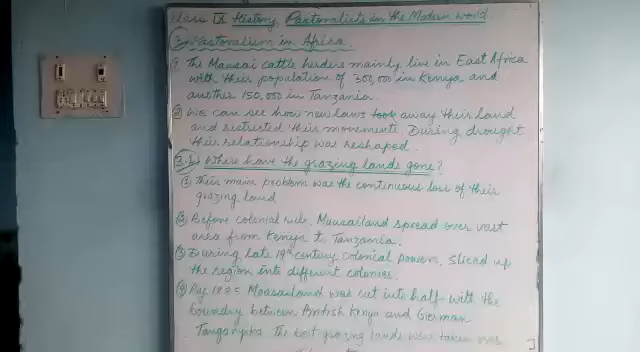 Class IX History Pastoralists in the Modern World.
③ Pastoralism in Africa.
① The Maasai cattle herders mainly live in East Africa
with their population of 300,000 in Keneya and
another 150,000 in Tanzania.
② We can see how new laws took away their land
and restricted their movements. During drought
their relationship was reshaped.
3.1 Where have the grazing lands gone?
① Their main problem was the continuous loss of their
grazing land
② Before colonial rule, Maasailand spread over vast
area from Keneya to Tanzania.
③ During late 19th century colonial powers, sliced up
the region into different colonies.
④ By Maasailand was cut into half with the
boundry between British Kenya and German
Tanganyika The best grazing lands were taken over